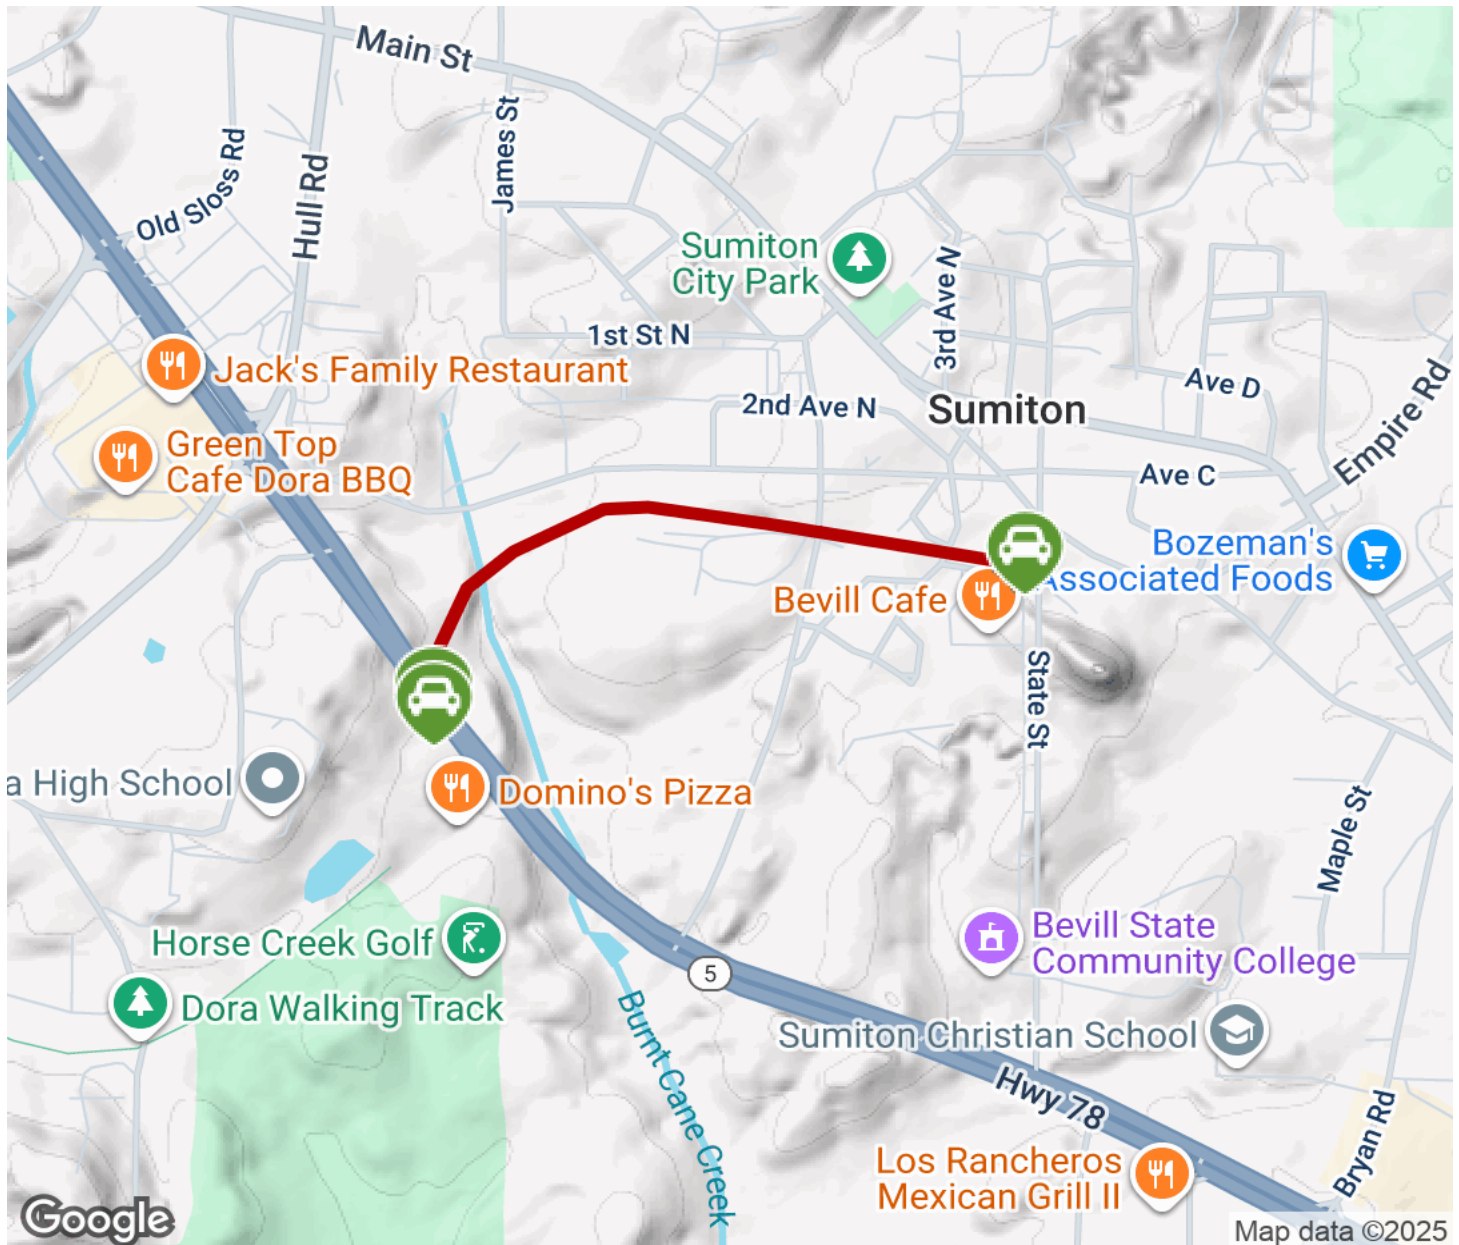 Main St
James St
Old Sloss Rd
Hull Rd
Sumiton
City Park
3rd Ave N
1st St N
Jack's Family Restaurant
Ave D
2nd Ave N
Sumiton
Empire Rd
Green Top
Cafe Dora BBQ
Ave C
Bozeman's
Associated Foods
Bevill Cafe
State St
a High School
Domino's Pizza
Maple St
Horse Creek Golf
Bevill State
Community College
5
Dora Walking Track
Burnt Cane Creek
Sumiton Christian School
Hwy 78
Bryan Rd
Los Rancheros
Mexican Grill II
Google
Map data ©2025